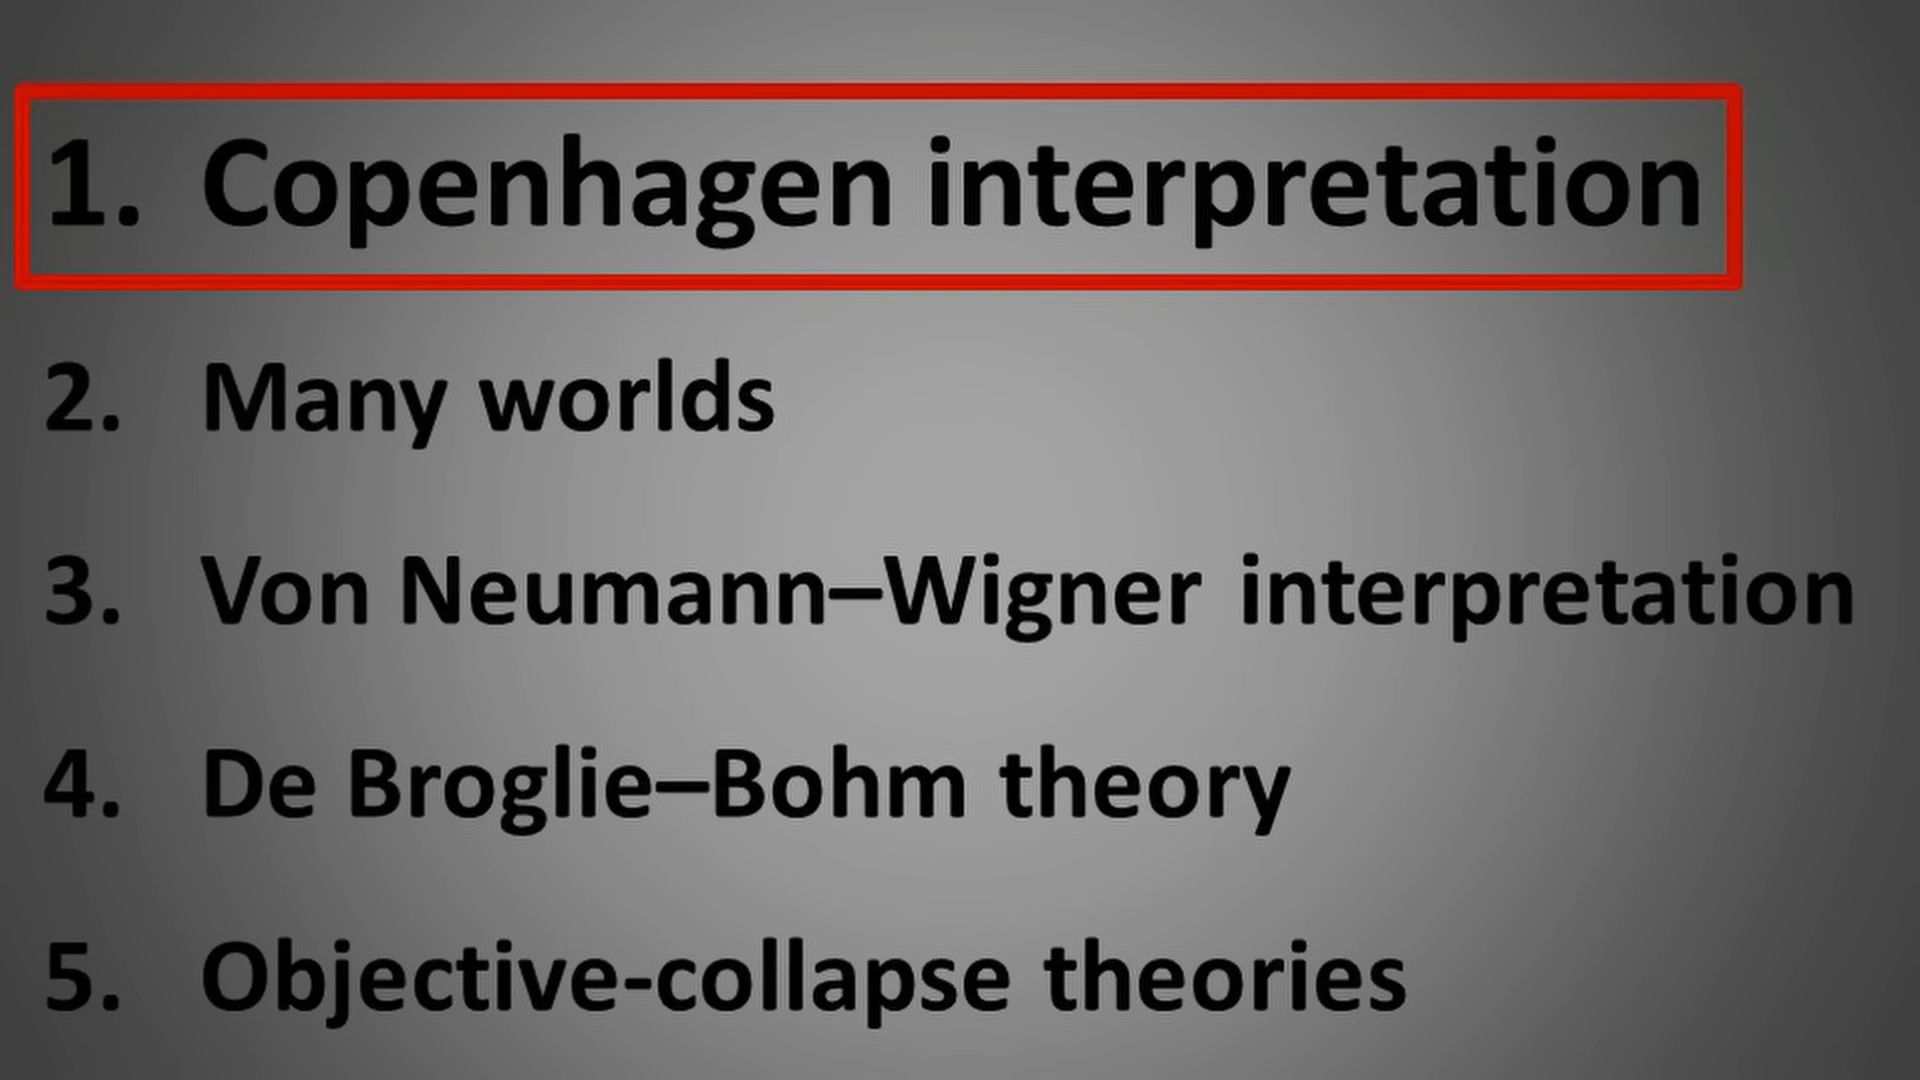 1. Copenhagen interpretation
2. Many worlds
3. Von Neumann–Wigner interpretation
4. De Broglie–Bohm theory
5. Objective-collapse theories